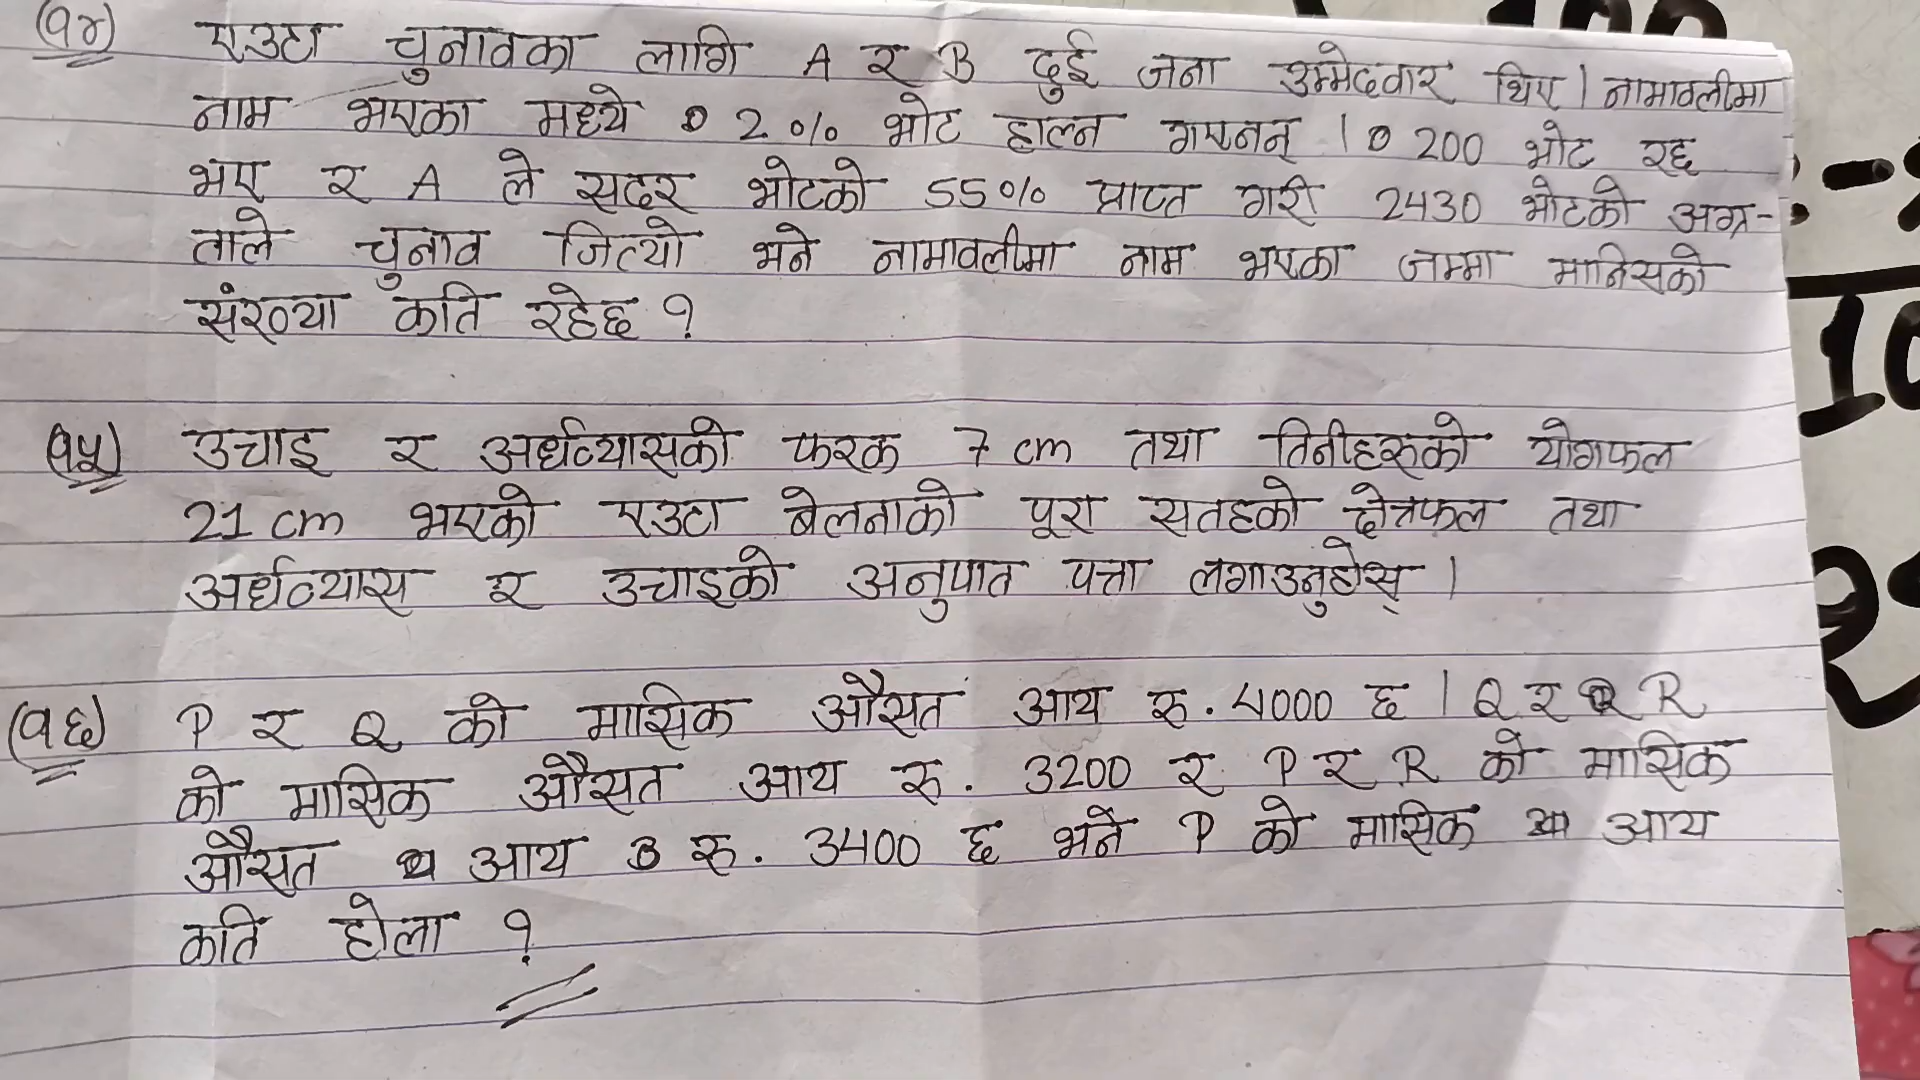 (१४) एउटा चुनावका लागि A र B दुई जना उम्मेदवार थिए । नामावलीमा
नाम भएका मध्ये 2% भोट हाल्न गएनन् । 200 भोट रद्द
भए र A ले सदर भोटको 55% प्राप्त गरी 2430 भोटको अग्र-
ताले चुनाव जित्यो भने नामावलीमा नाम भएका जम्मा मानिसको
संख्या कति रहेछ ?
(१५) उचाइ र अर्धव्यासको फरक 7 cm तथा तिनीहरूको योगफल
21 cm भएको एउटा बेलनाको पूरा सतहको क्षेत्रफल तथा
अर्धव्यास र उचाइको अनुपात पत्ता लगाउनुहोस् ।
(१६) P र Q को मासिक औसत आय रु. 4000 छ । Q र R
को मासिक औसत आय रु. 3200 र P र R को मासिक
औसत आय रु. 3400 छ भने P को मासिक आय
कति होला ?